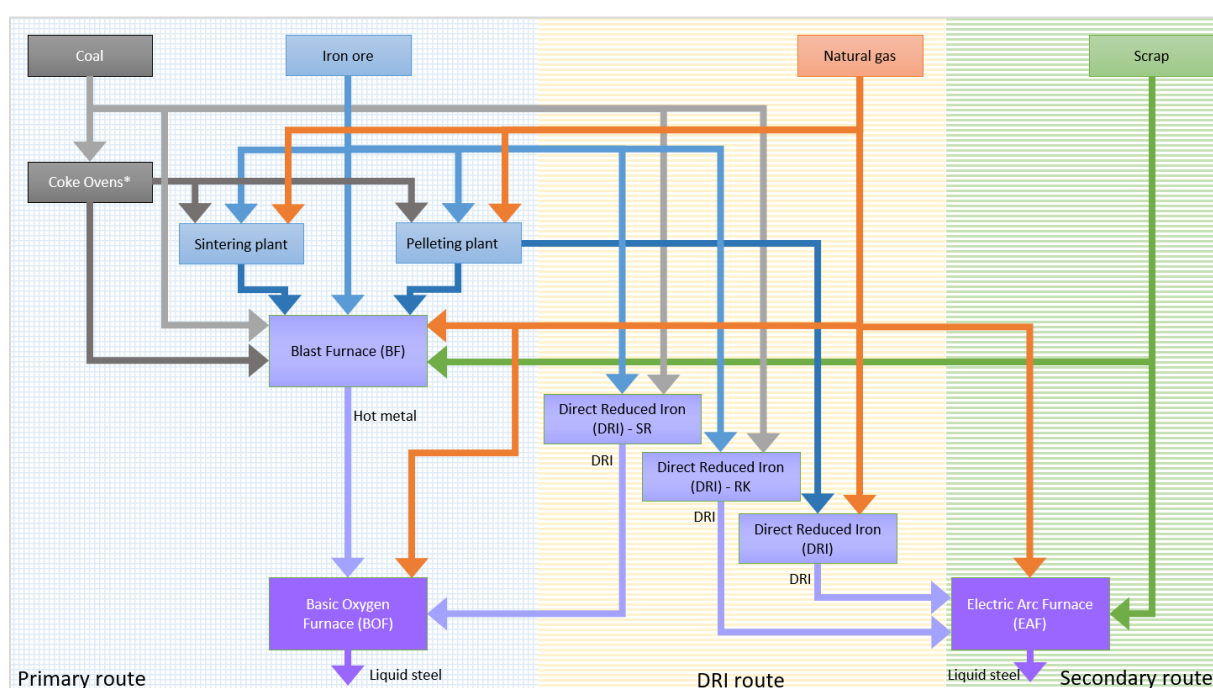 Coal
Iron ore
Natural gas
Scrap
Coke Ovens*
Sintering plant
Pelleting plant
Blast Furnace (BF)
Hot metal
Direct Reduced Iron
(DRI) - SR
DRI
Direct Reduced Iron
(DRI) - RK
DRI
Direct Reduced Iron
(DRI)
DRI
Basic Oxygen
Furnace (BOF)
Electric Arc Furnace
(EAF)
Liquid steel
Liquid steel
Primary route
DRI route
Secondary route